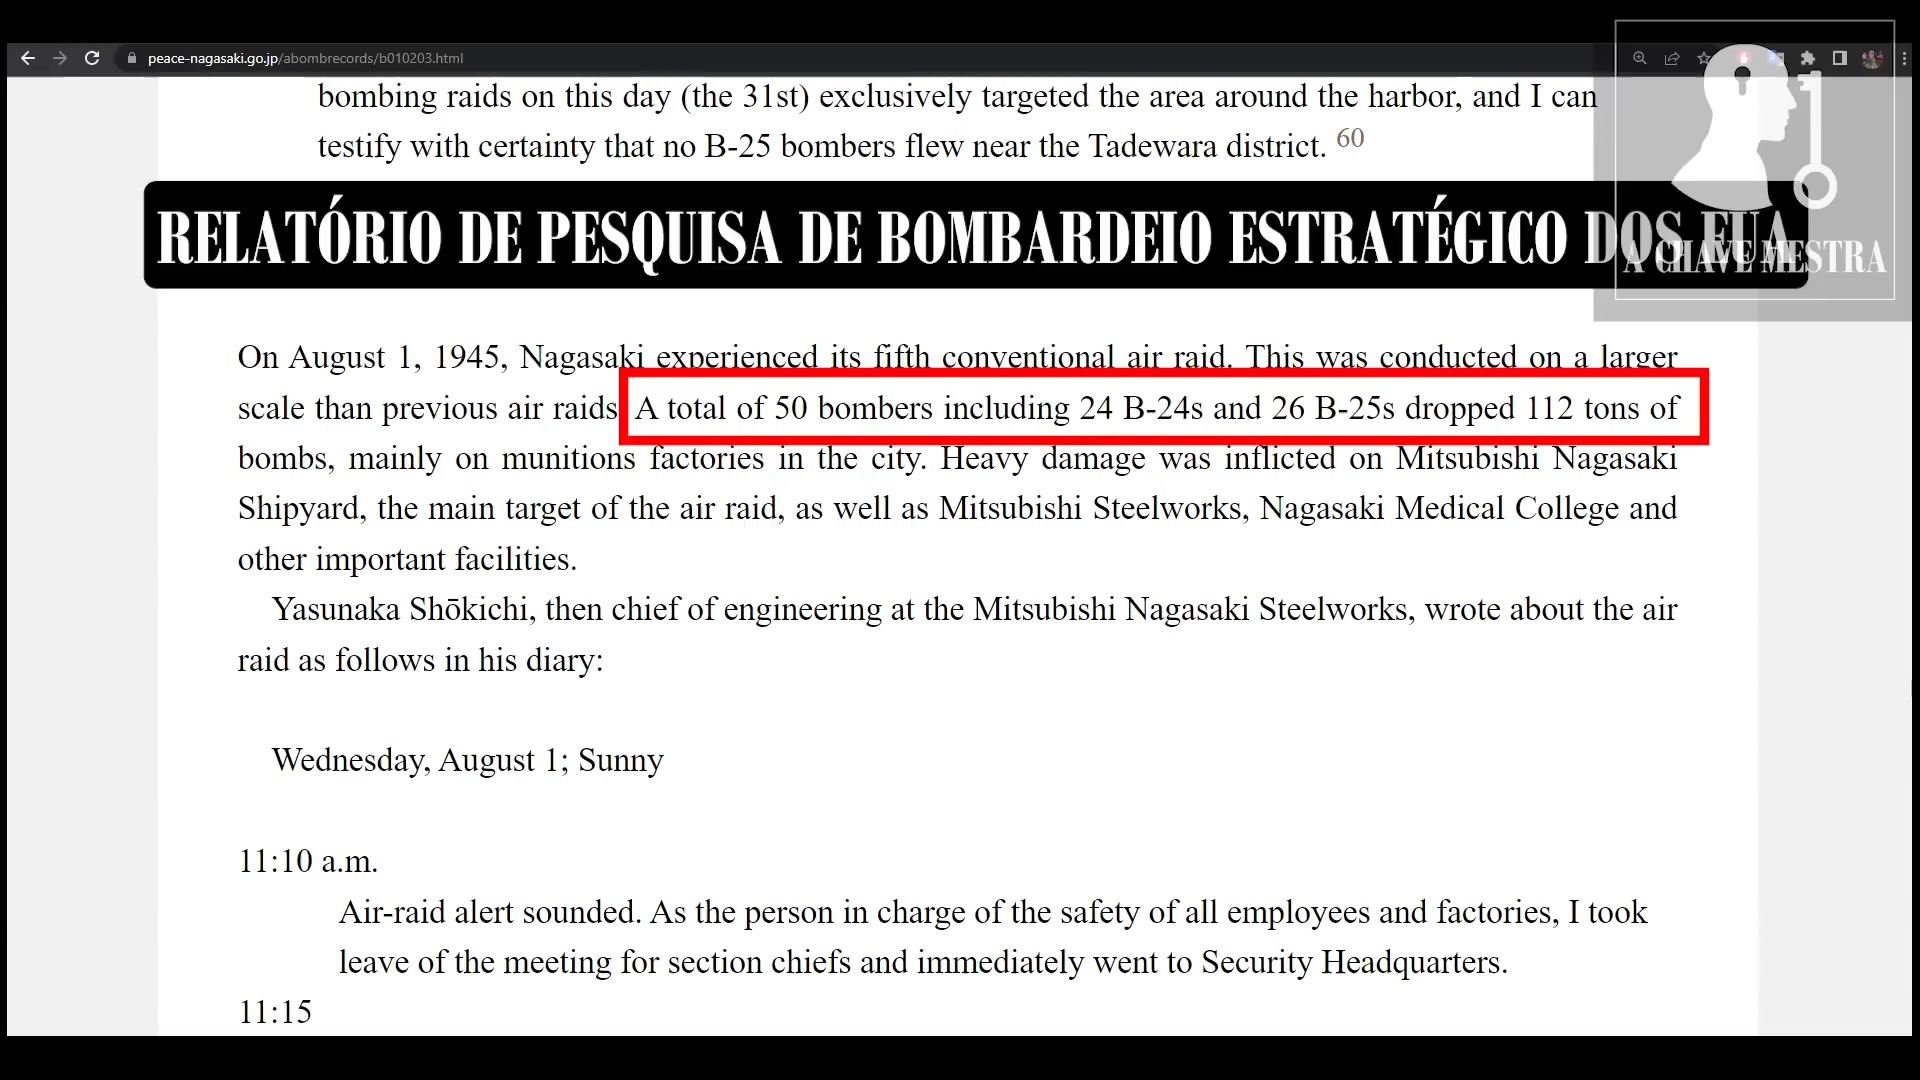 peace-nagasaki.go.jp/abombrecords/b010203.html
bombing raids on this day (the 31st) exclusively targeted the area around the harbor, and I can
testify with certainty that no B-25 bombers flew near the Tadewara district. 60
RELATÓRIO DE PESQUISA DE BOMBARDEIO ESTRATÉGICO DOS EUA
A CHAVE MESTRA
On August 1, 1945, Nagasaki experienced its fifth conventional air raid. This was conducted on a larger
scale than previous air raids. A total of 50 bombers including 24 B-24s and 26 B-25s dropped 112 tons of
bombs, mainly on munitions factories in the city. Heavy damage was inflicted on Mitsubishi Nagasaki
Shipyard, the main target of the air raid, as well as Mitsubishi Steelworks, Nagasaki Medical College and
other important facilities.
Yasunaka Shōkichi, then chief of engineering at the Mitsubishi Nagasaki Steelworks, wrote about the air
raid as follows in his diary:
Wednesday, August 1; Sunny
11:10 a.m.
Air-raid alert sounded. As the person in charge of the safety of all employees and factories, I took
leave of the meeting for section chiefs and immediately went to Security Headquarters.
11:15